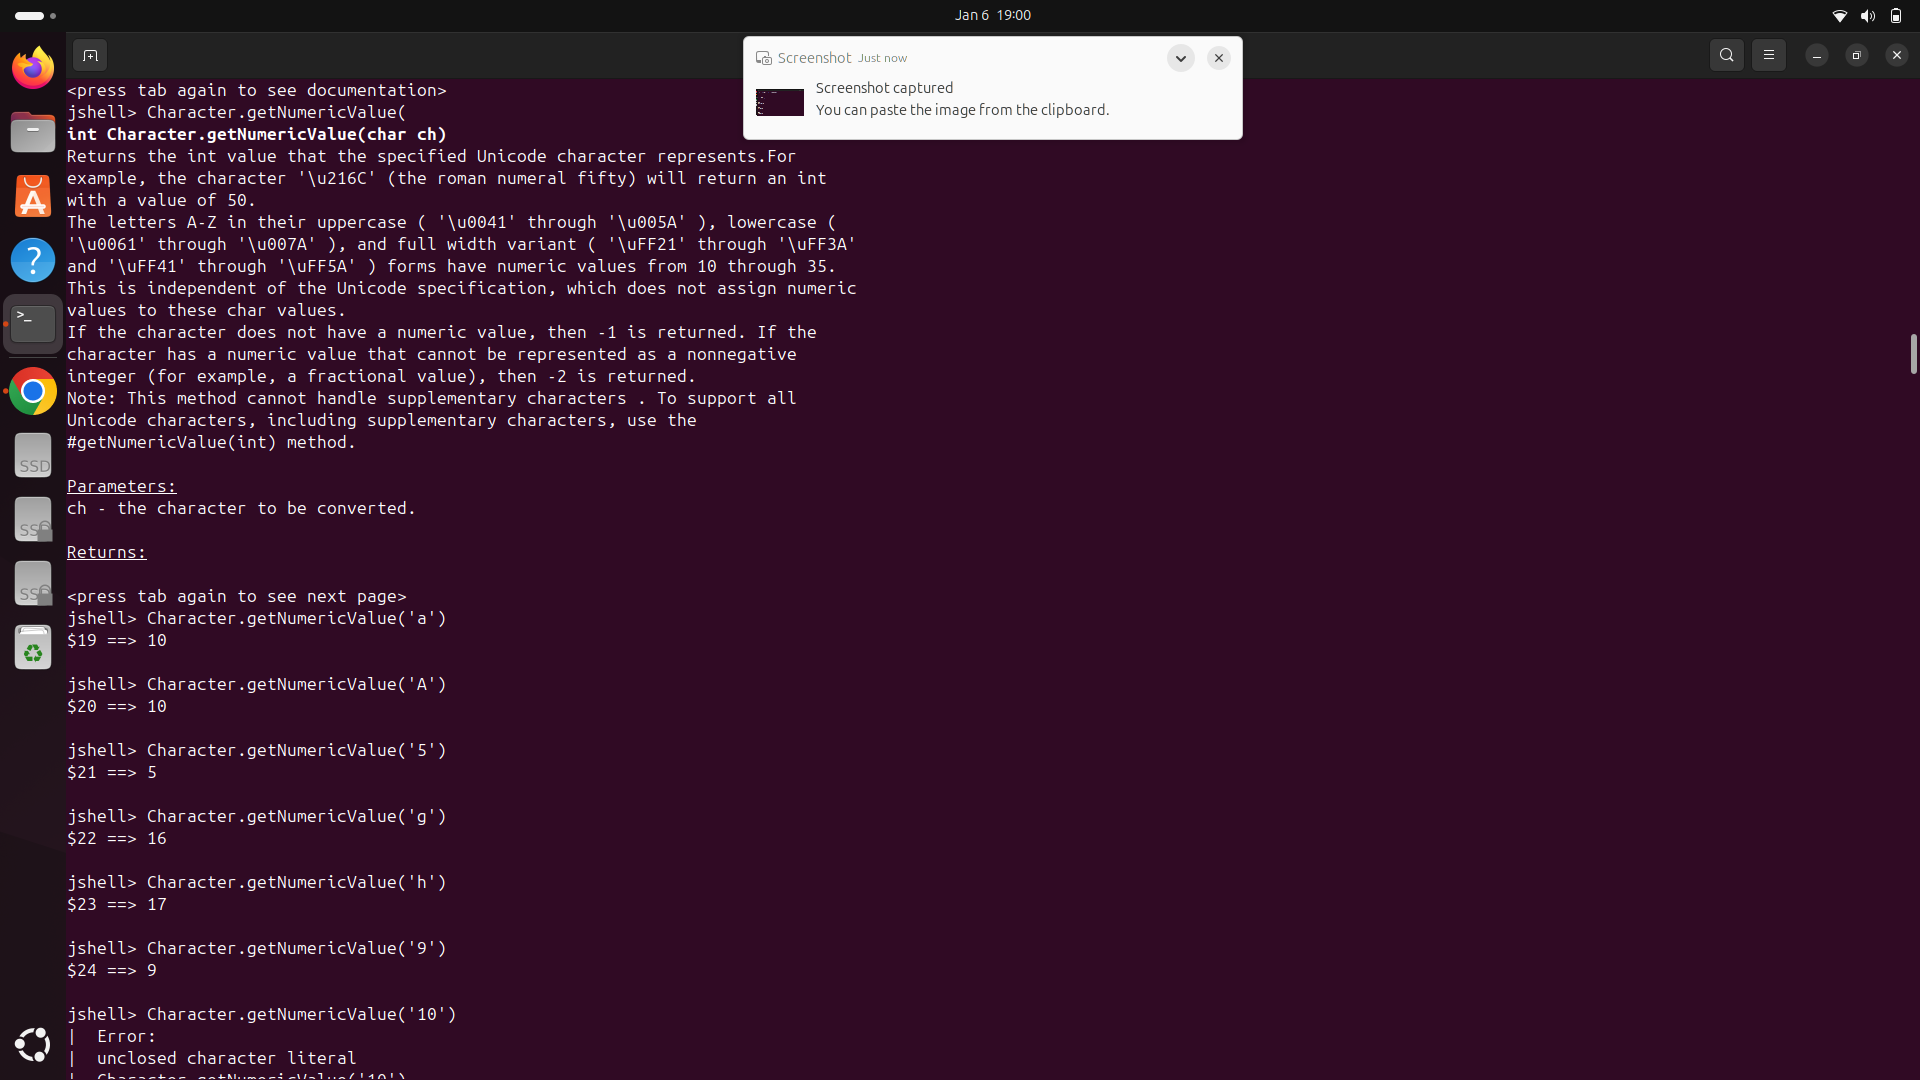 Jan 6 19:00
Screenshot Just now
Screenshot captured
You can paste the image from the clipboard.
<press tab again to see documentation>
jshell> Character.getNumericValue(
int Character.getNumericValue(char ch)
Returns the int value that the specified Unicode character represents.For
example, the character '\u216C' (the roman numeral fifty) will return an int
with a value of 50.
The letters A-Z in their uppercase ( '\u0041' through '\u005A' ), lowercase (
'\u0061' through '\u007A' ), and full width variant ( '\uFF21' through '\uFF3A'
and '\uFF41' through '\uFF5A' ) forms have numeric values from 10 through 35.
This is independent of the Unicode specification, which does not assign numeric
values to these char values.
If the character does not have a numeric value, then -1 is returned. If the
character has a numeric value that cannot be represented as a nonnegative
integer (for example, a fractional value), then -2 is returned.
Note: This method cannot handle supplementary characters . To support all
Unicode characters, including supplementary characters, use the
#getNumericValue(int) method.
Parameters:
ch - the character to be converted.
Returns:
<press tab again to see next page>
jshell> Character.getNumericValue('a')
$19 ==> 10
jshell> Character.getNumericValue('A')
$20 ==> 10
jshell> Character.getNumericValue('5')
$21 ==> 5
jshell> Character.getNumericValue('g')
$22 ==> 16
jshell> Character.getNumericValue('h')
$23 ==> 17
jshell> Character.getNumericValue('9')
$24 ==> 9
jshell> Character.getNumericValue('10')
| Error:
| unclosed character literal
| Character.getNumericValue('10')
>_
SSD
SS
SS